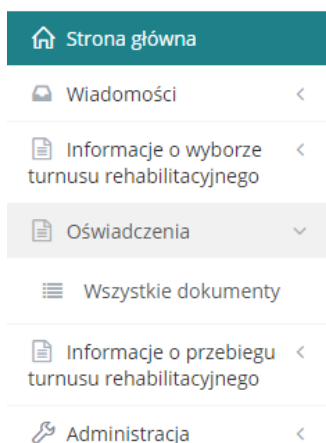 Strona główna
Wiadomości
Informacje o wyborze
turnusu rehabilitacyjnego
Oświadczenia
Wszystkie dokumenty
Informacje o przebiegu
turnusu rehabilitacyjnego
Administracja